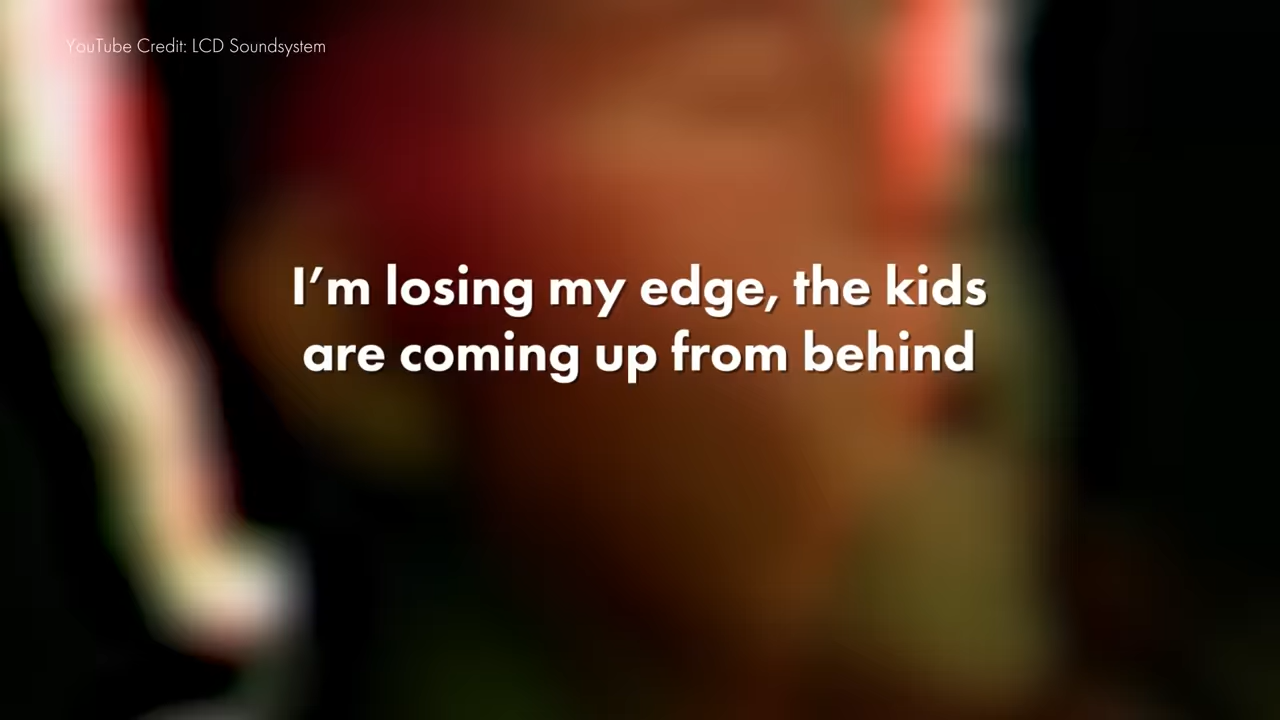 YouTube Credit: LCD Soundsystem
I’m losing my edge, the kids
are coming up from behind